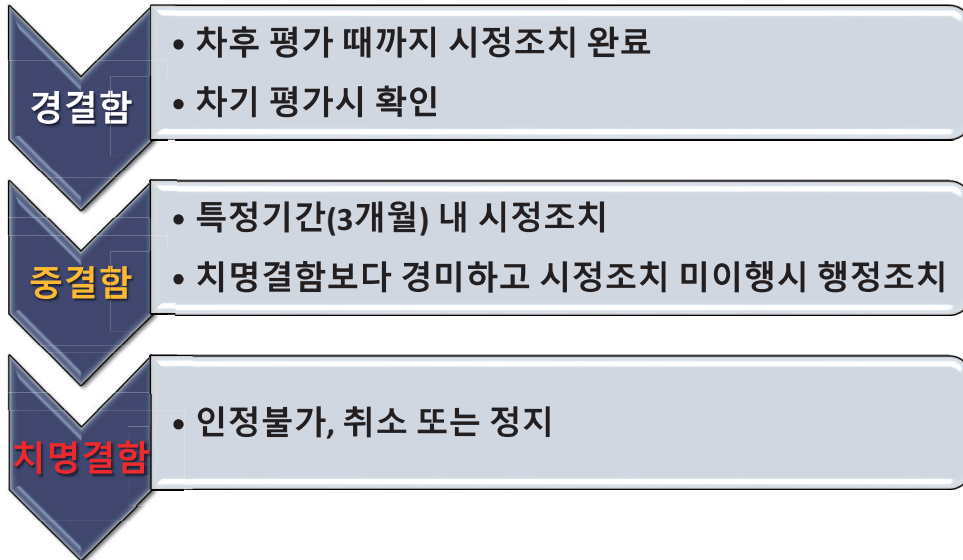 경결함
• 차후 평가 때까지 시정조치 완료
• 차기 평가시 확인
중결함
• 특정기간(3개월) 내 시정조치
• 치명결함보다 경미하고 시정조치 미이행시 행정조치
치명결함
• 인정불가, 취소 또는 정지